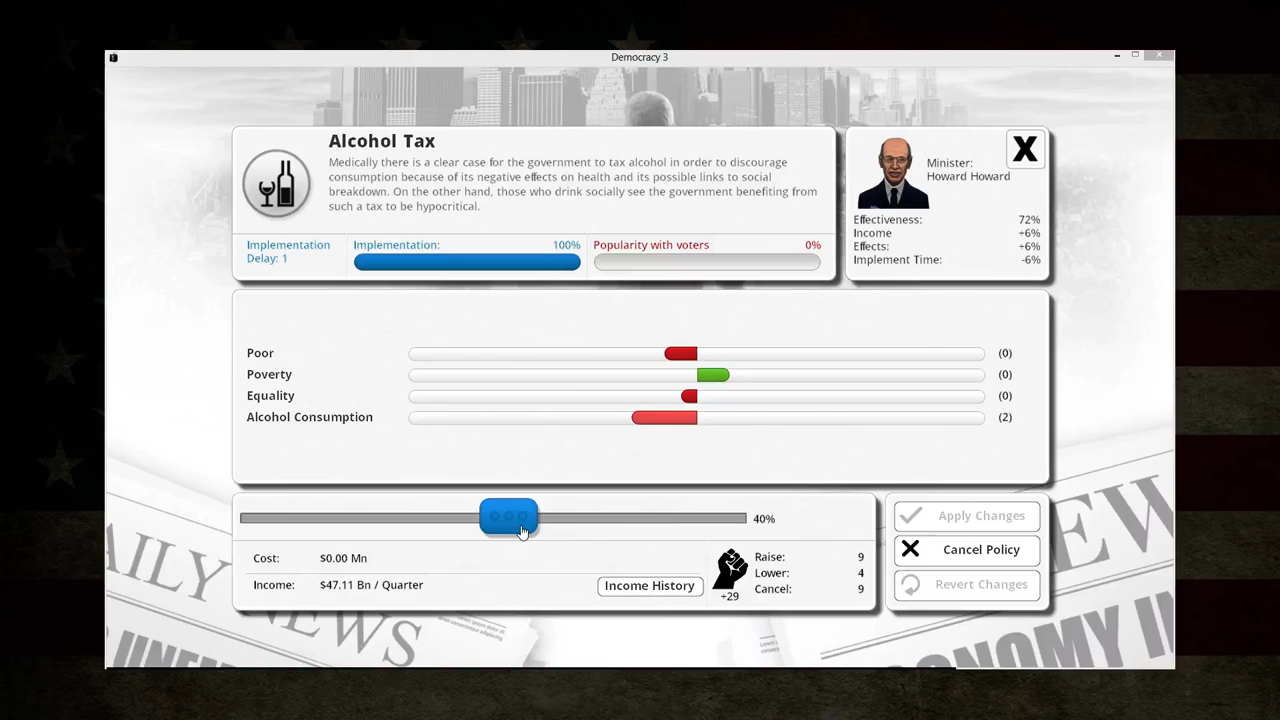 Democracy 3
Alcohol Tax
Medically there is a clear case for the government to tax alcohol in order to discourage
consumption because of its negative effects on health and its possible links to social
breakdown. On the other hand, those who drink socially see the government benefiting from
such a tax to be hypocritical.
Implementation
Delay: 1
Implementation: 100%
Popularity with voters 0%
X
Minister:
Howard Howard
Effectiveness: 72%
Income +6%
Effects: +6%
Implement Time: -6%
Poor (0)
Poverty (0)
Equality (0)
Alcohol Consumption (2)
40%
Cost: $0.00 Mn
Income: $47.11 Bn / Quarter
Income History
+29
Raise: 9
Lower: 4
Cancel: 9
Apply Changes
Cancel Policy
Revert Changes
DAILY NEWS
NEW
ECONOMY IN